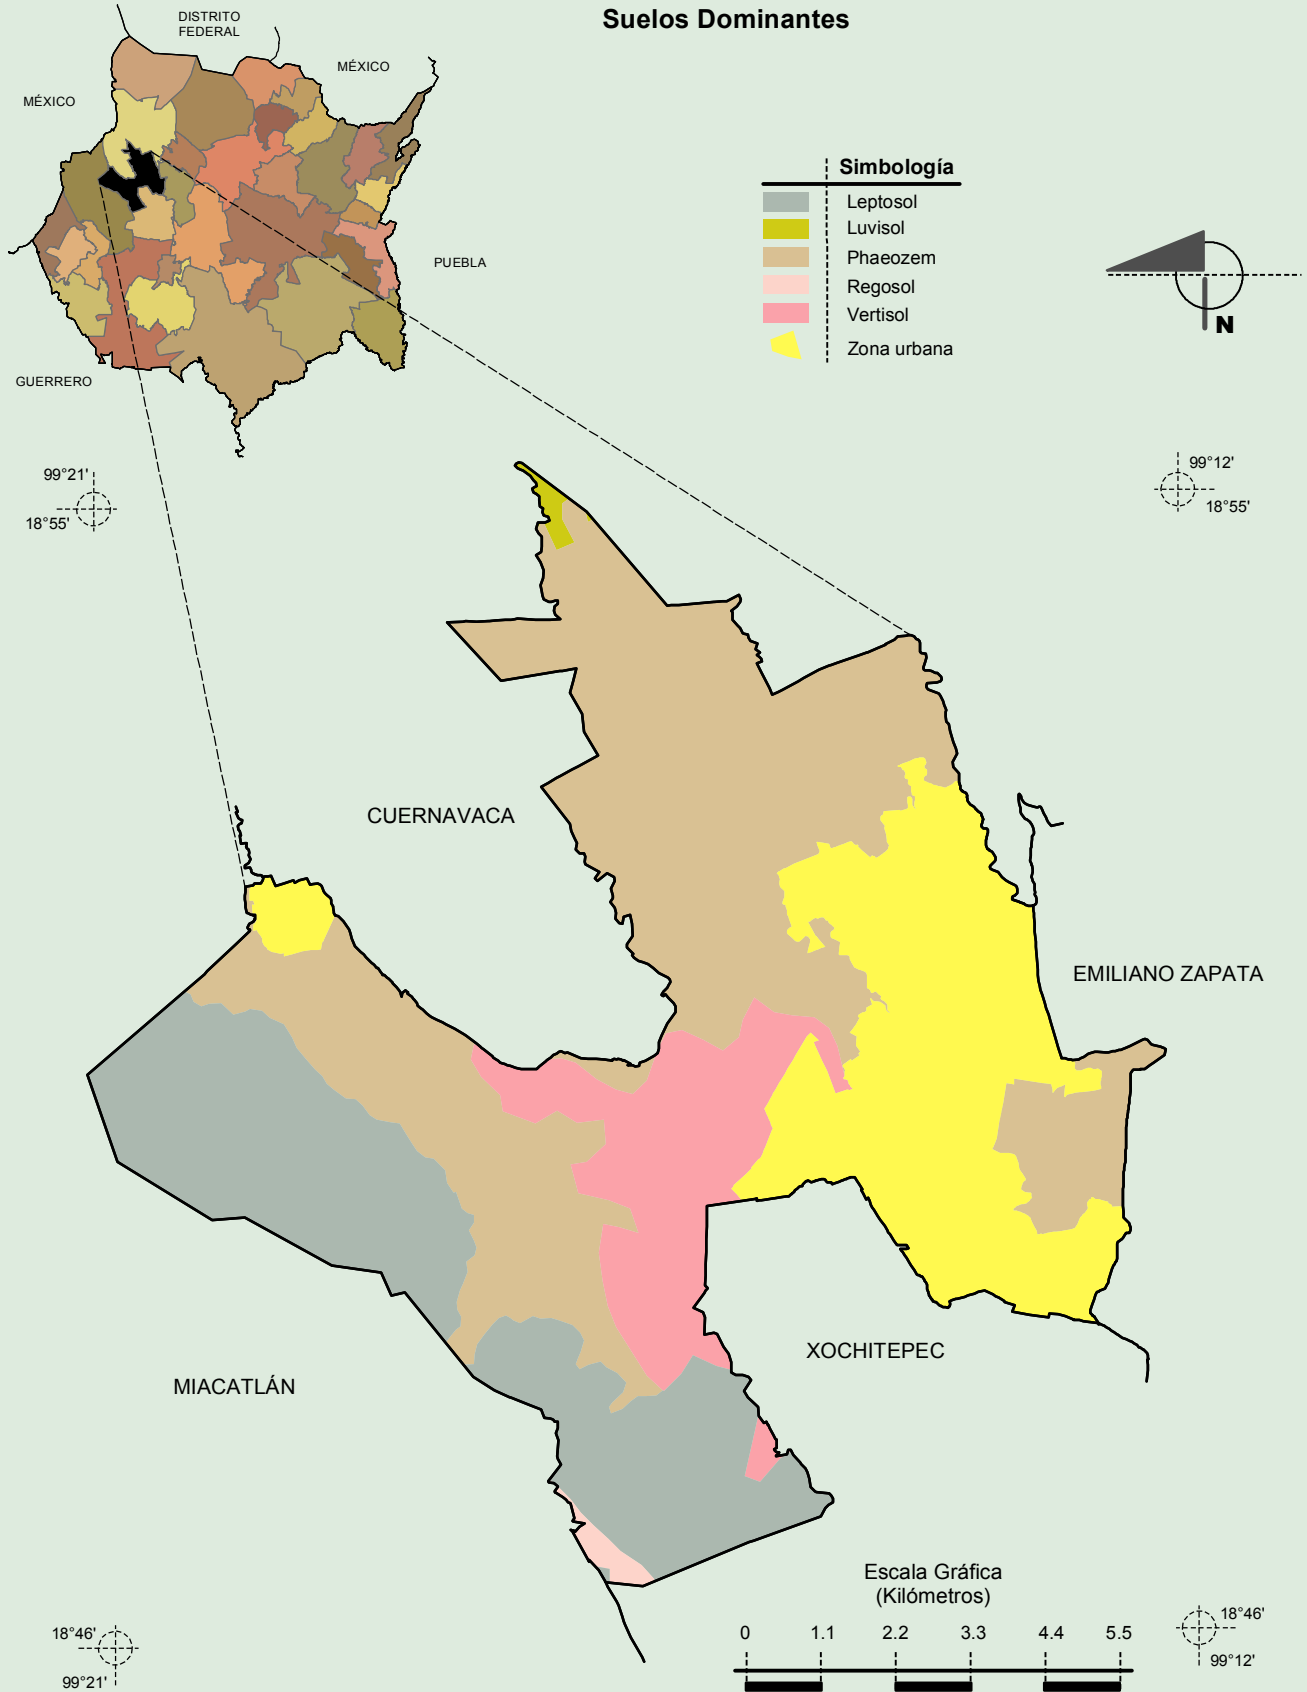 Suelos Dominantes
DISTRITO
FEDERAL
MÉXICO
MÉXICO
PUEBLA
GUERRERO
Simbología
Leptosol
Luvisol
Phaeozem
Regosol
Vertisol
Zona urbana
N
99°21'
18°55'
99°12'
18°55'
CUERNAVACA
EMILIANO ZAPATA
XOCHITEPEC
MIACATLÁN
Escala Gráfica
(Kilómetros)
0 1.1 2.2 3.3 4.4 5.5
18°46'
99°21'
18°46'
99°12'